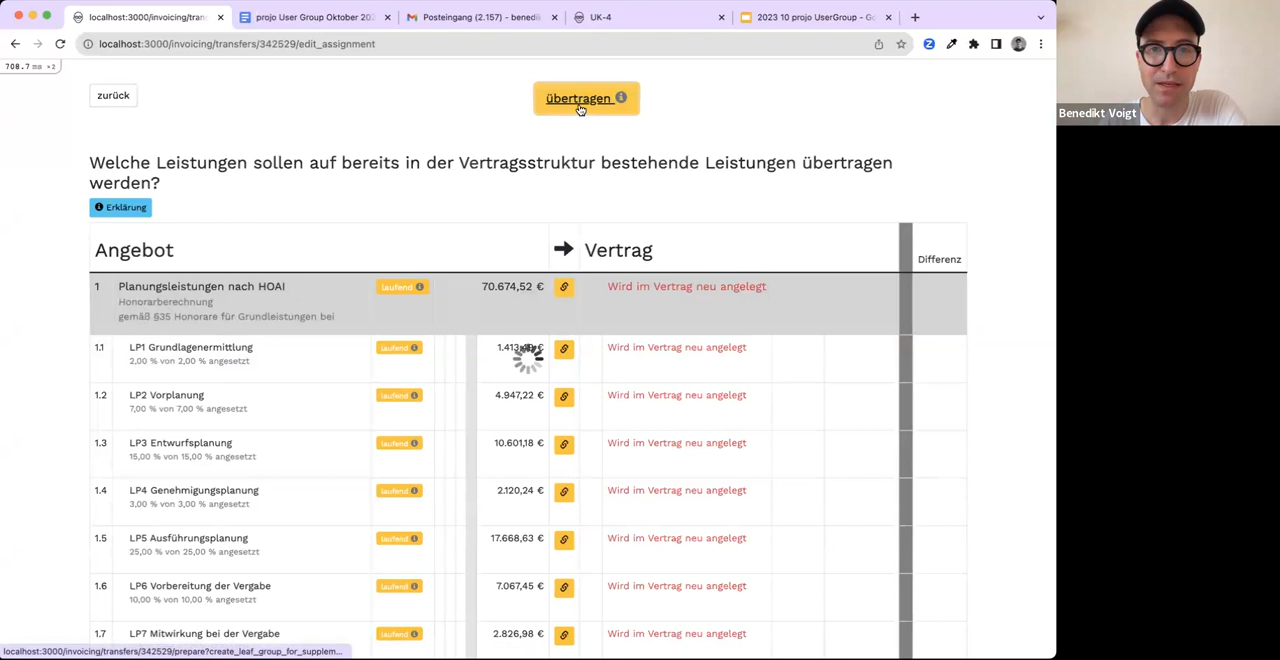 localhost:3000/invoicing/trans
projo User Group Oktober 202
Posteingang (2.157) - benedi
UK-4
2023 10 projo UserGroup - Go
localhost:3000/invoicing/transfers/342529/edit_assignment
708.7 ms ×2
zurück
übertragen
Benedikt Voigt
Welche Leistungen sollen auf bereits in der Vertragsstruktur bestehende Leistungen übertragen
werden?
Erklärung
Angebot
Vertrag
Differenz
1 Planungsleistungen nach HOAI laufend 70.674,52 € Wird im Vertrag neu angelegt
Honorarberechnung
gemäß §35 Honorare für Grundleistungen bei
1.1 LP1 Grundlagenermittlung laufend Wird im Vertrag neu angelegt
2,00 % von 2,00 % angesetzt
1.2 LP2 Vorplanung laufend 4.947,22 € Wird im Vertrag neu angelegt
7,00 % von 7,00 % angesetzt
1.3 LP3 Entwurfsplanung laufend 10.601,18 € Wird im Vertrag neu angelegt
15,00 % von 15,00 % angesetzt
1.4 LP4 Genehmigungsplanung laufend 2.120,24 € Wird im Vertrag neu angelegt
3,00 % von 3,00 % angesetzt
1.5 LP5 Ausführungsplanung laufend 17.668,63 € Wird im Vertrag neu angelegt
25,00 % von 25,00 % angesetzt
1.6 LP6 Vorbereitung der Vergabe laufend 7.067,45 € Wird im Vertrag neu angelegt
10,00 % von 10,00 % angesetzt
1.7 LP7 Mitwirkung bei der Vergabe laufend 2.826,98 € Wird im Vertrag neu angelegt
localhost:3000/invoicing/transfers/342529/prepare?create_leaf_group_for_supplem...